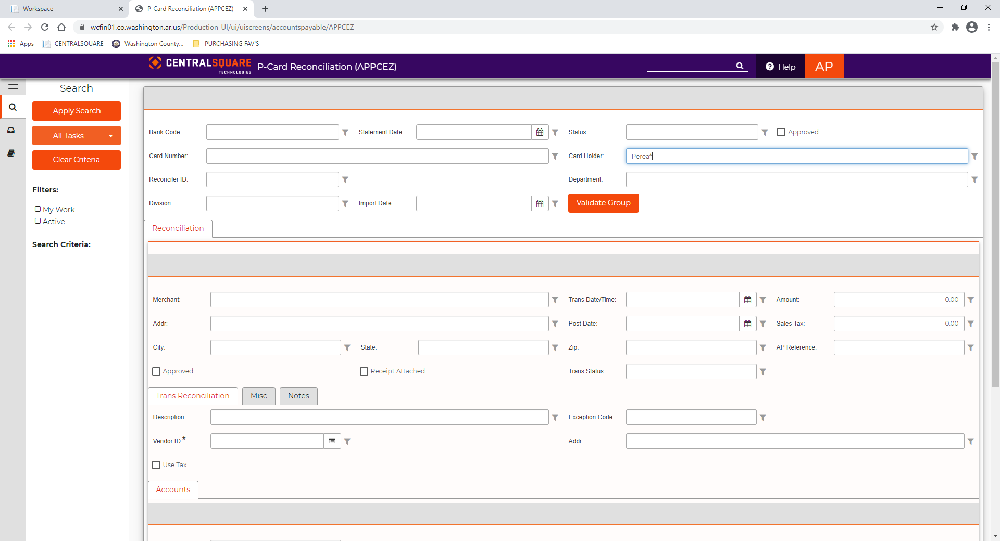 Workspace
P-Card Reconciliation (APPCEZ)
wcfin01.co.washington.ar.us/Production-UI/ui/uiscreens/accountspayable/APPCEZ
Apps
CENTRALSQUARE
Washington County...
PURCHASING FAV'S
CENTRALSQUARE
TECHNOLOGIES
P-Card Reconciliation (APPCEZ)
Help
AP
Search
Apply Search
All Tasks
Clear Criteria
Filters:
My Work
Active
Search Criteria:
Bank Code:
Statement Date:
Status:
Approved
Card Number:
Card Holder:
Perea*
Reconciler ID:
Department:
Division:
Import Date:
Validate Group
Reconciliation
Merchant:
Trans Date/Time:
Amount:
0.00
Addr:
Post Date:
Sales Tax:
0.00
City:
State:
Zip:
AP Reference:
Approved
Receipt Attached
Trans Status:
Trans Reconciliation
Misc
Notes
Description:
Exception Code:
Vendor ID:*
Addr:
Use Tax
Accounts